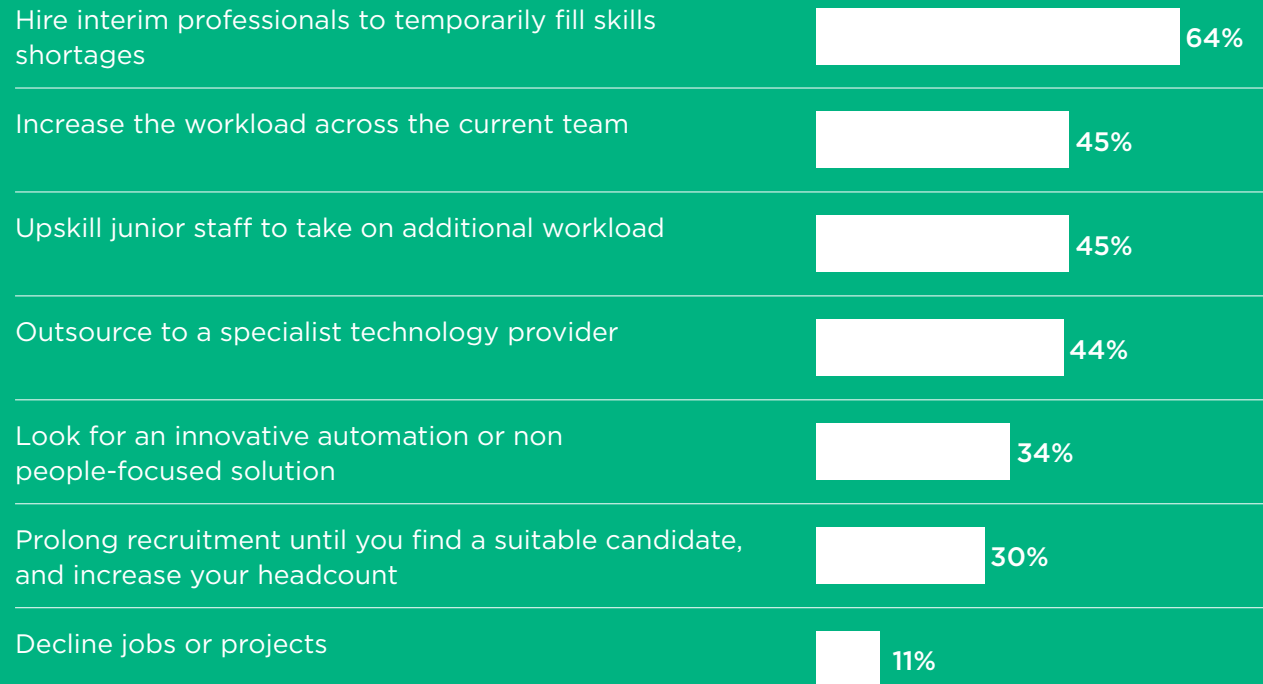 Hire interim professionals to temporarily fill skills
shortages
64%
Increase the workload across the current team
45%
Upskill junior staff to take on additional workload
45%
Outsource to a specialist technology provider
44%
Look for an innovative automation or non
people-focused solution
34%
Prolong recruitment until you find a suitable candidate,
and increase your headcount
30%
Decline jobs or projects
11%